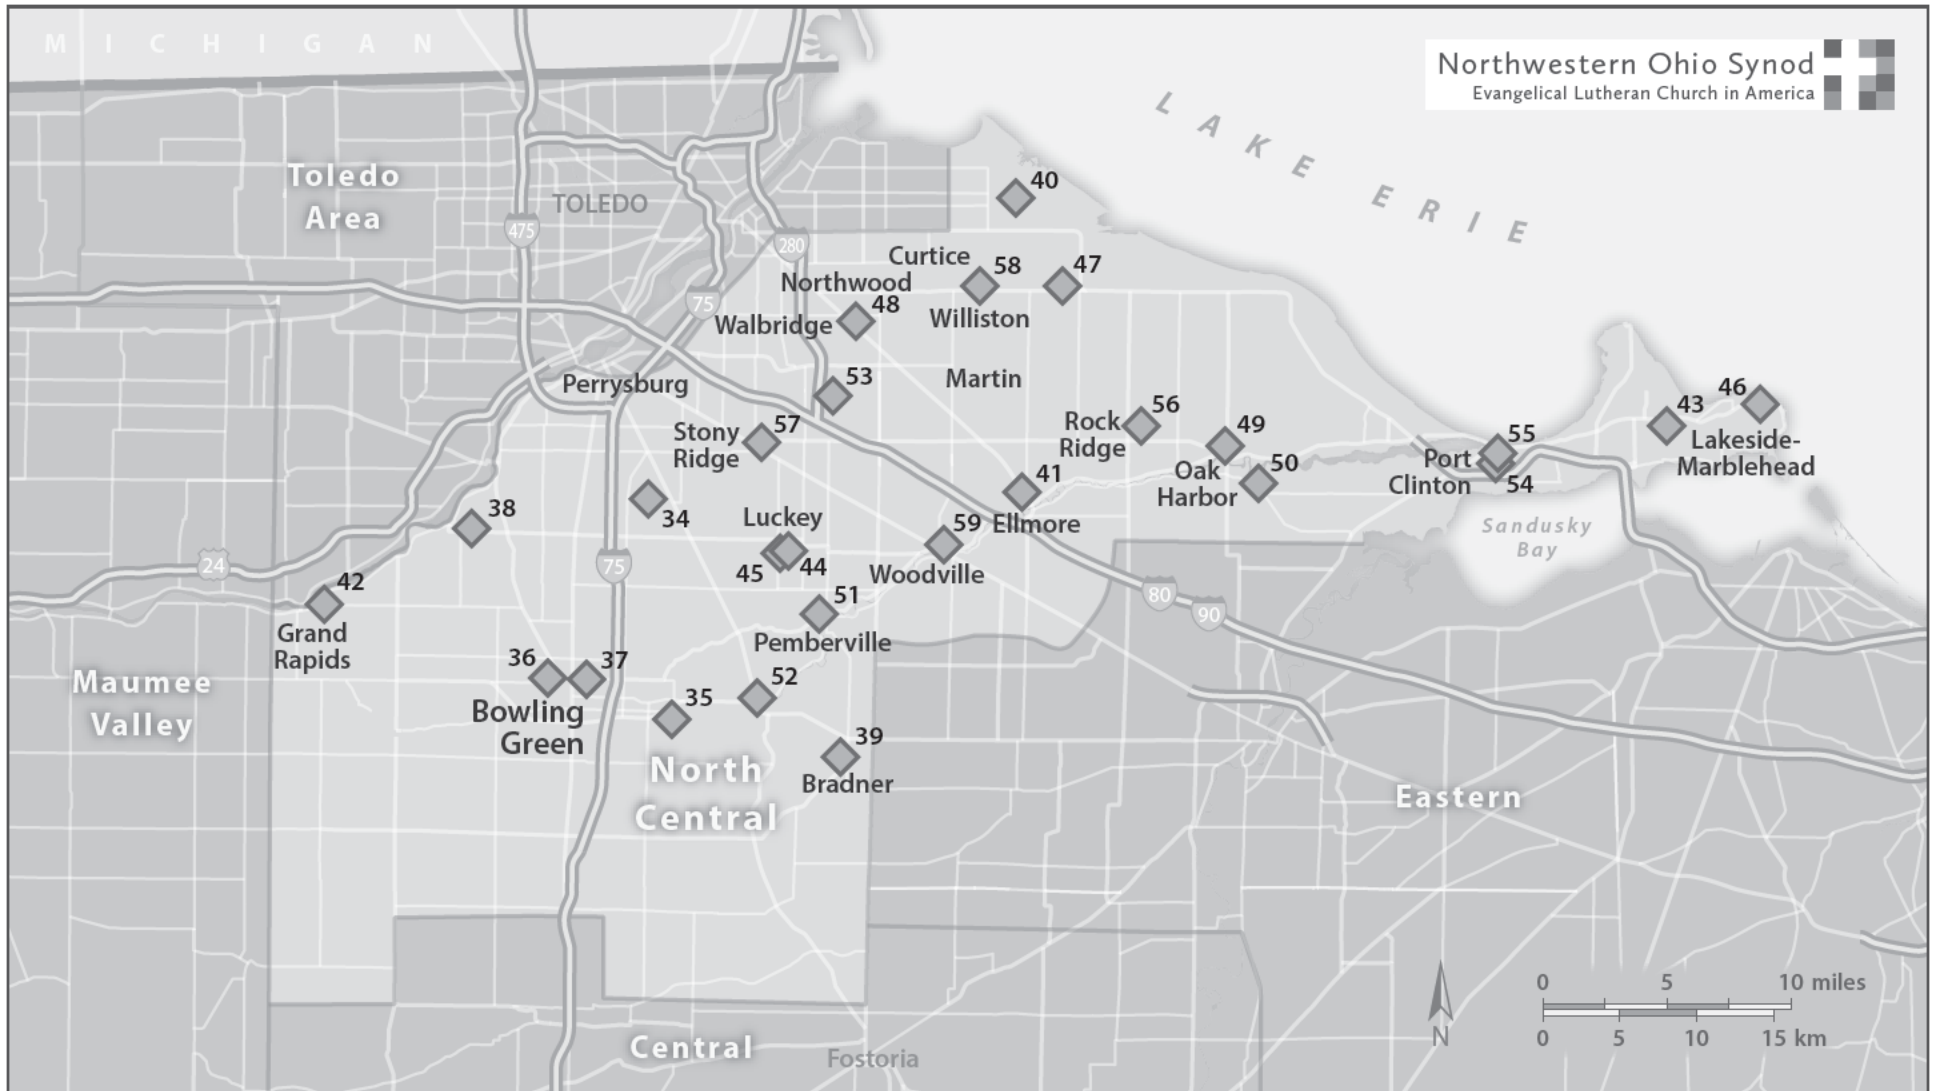 MICHIGAN
Northwestern Ohio Synod
Evangelical Lutheran Church in America
LAKE ERIE
Toledo
Area
TOLEDO
475
280
75
40
Curtice
58
47
Northwood
48
Walbridge
Williston
Perrysburg
53
Martin
46
43
Lakeside-
Marblehead
57
Stony
Ridge
56
Rock
Ridge
49
Oak
Harbor
50
55
Port
Clinton
54
41
Ellmore
38
34
Luckey
45
44
59
Woodville
Sandusky
Bay
24
75
42
Grand
Rapids
51
Pemberville
80
90
36
37
Bowling
Green
52
35
39
Bradner
Maumee
Valley
North
Central
Eastern
0 5 10 miles
0 5 10 15 km
N
Central
Fostoria